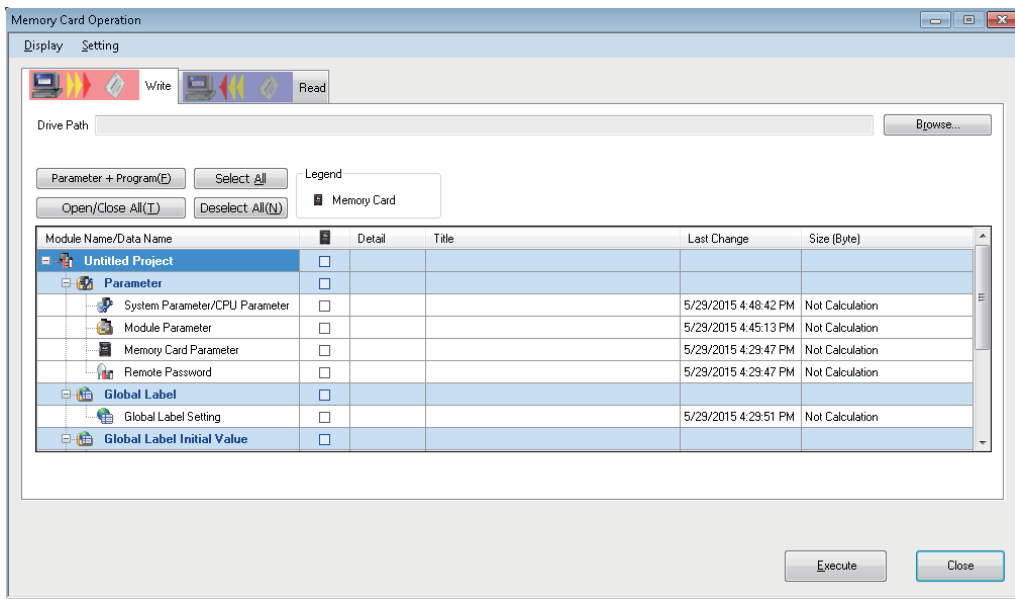 Memory Card Operation
Display Setting
Write Read
Drive Path Browse...
Parameter + Program(F) Select All Legend
Memory Card
Open/Close All(T) Deselect All(N)
Module Name/Data Name Detail Title Last Change Size (Byte)
Untitled Project
Parameter
System Parameter/CPU Parameter 5/29/2015 4:48:42 PM Not Calculation
Module Parameter 5/29/2015 4:45:13 PM Not Calculation
Memory Card Parameter 5/29/2015 4:29:47 PM Not Calculation
Remote Password 5/29/2015 4:29:47 PM Not Calculation
Global Label
Global Label Setting 5/29/2015 4:29:51 PM Not Calculation
Global Label Initial Value
Execute Close